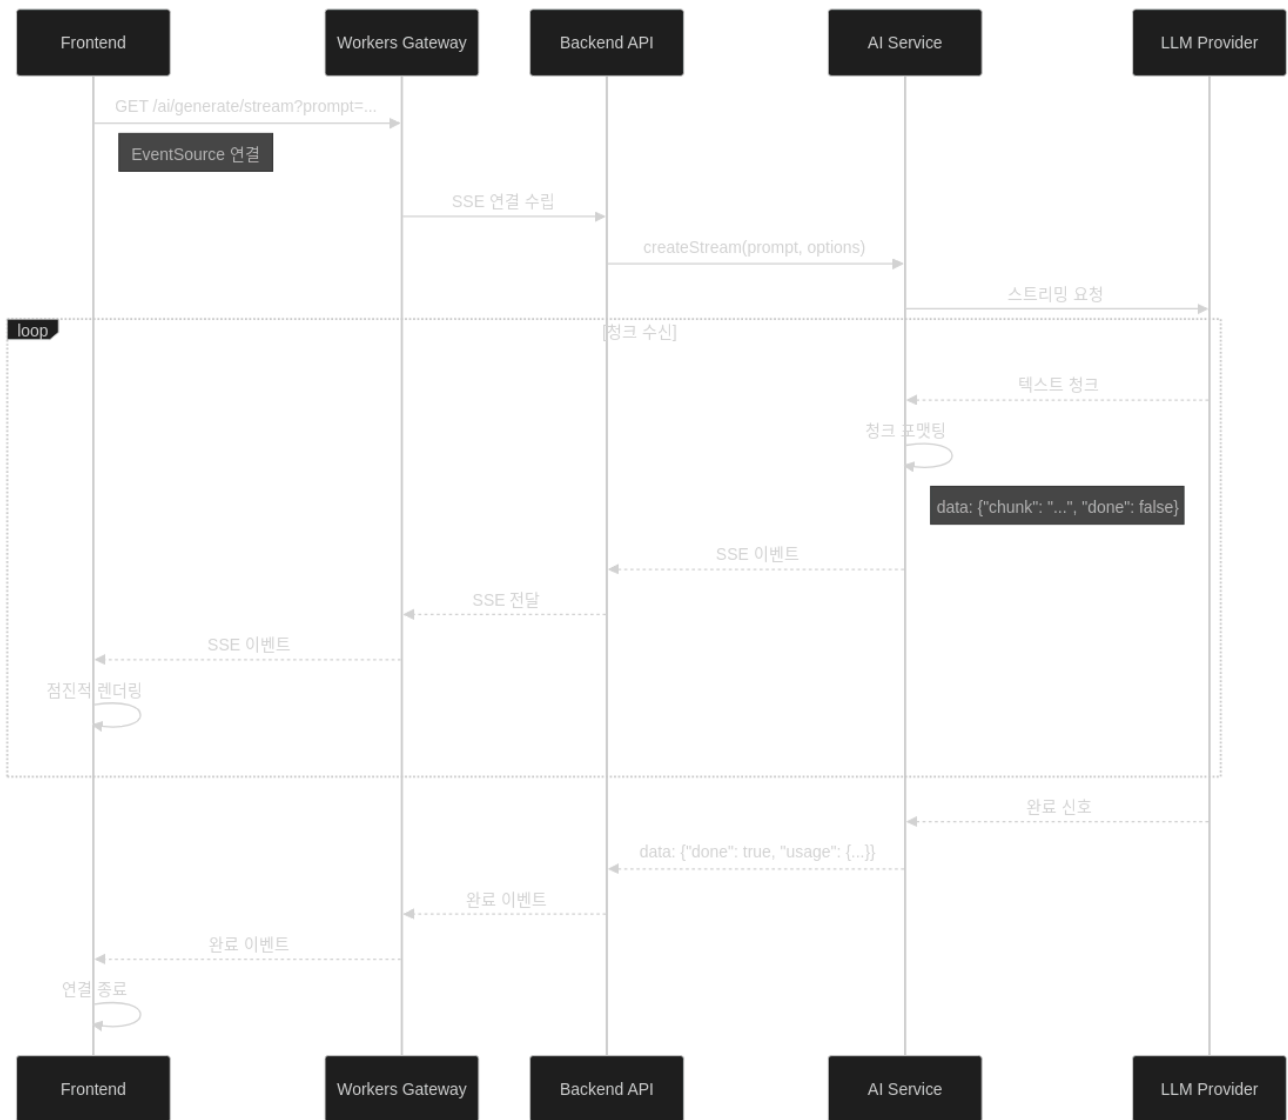 Frontend
Workers Gateway
Backend API
AI Service
LLM Provider
GET /ai/generate/stream?prompt=...
EventSource 연결
SSE 연결 수립
createStream(prompt, options)
스트리밍 요청
loop
[청크 수신]
텍스트 청크
청크 포맷팅
data: {"chunk": "...", "done": false}
SSE 이벤트
SSE 전달
SSE 이벤트
점진적 렌더링
완료 신호
data: {"done": true, "usage": {...}}
완료 이벤트
완료 이벤트
연결 종료
Frontend
Workers Gateway
Backend API
AI Service
LLM Provider